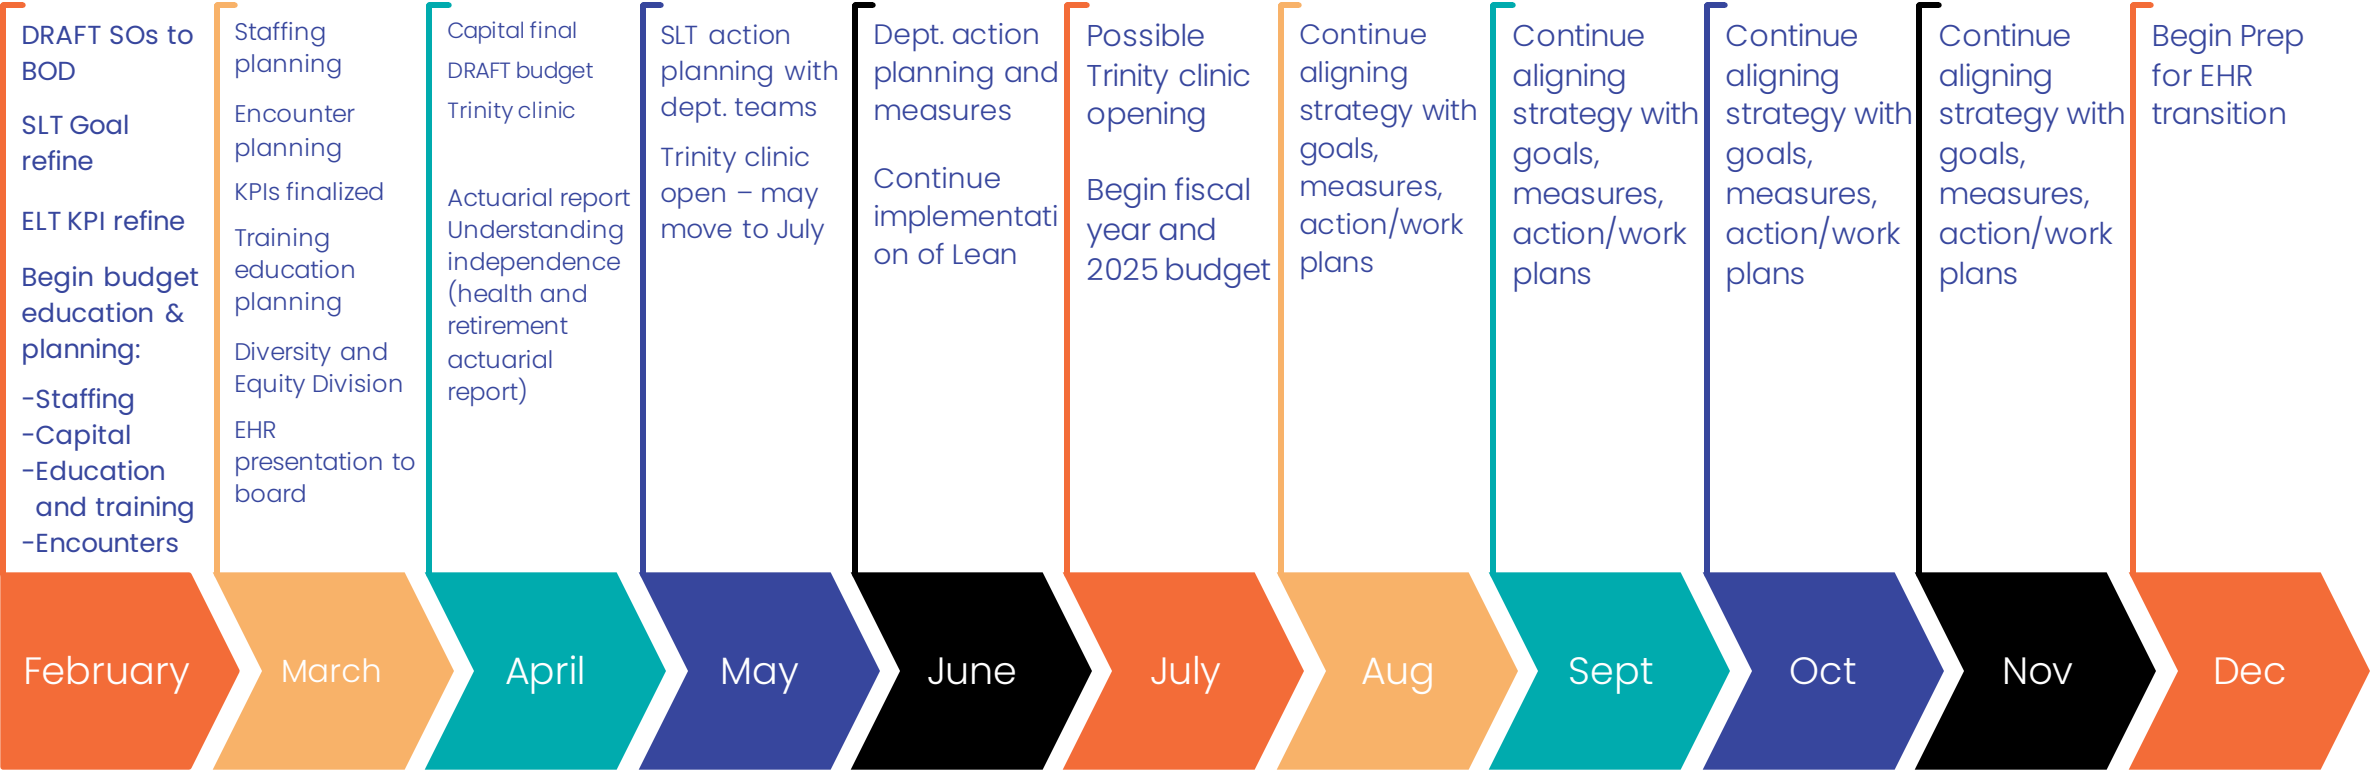 DRAFT SOs to
BOD
SLT Goal
refine
ELT KPI refine
Begin budget
education &
planning:
-Staffing
-Capital
-Education
and training
-Encounters
February
Staffing
planning
Encounter
planning
KPIs finalized
Training
education
planning
Diversity and
Equity Division
EHR
presentation to
board
March
Capital final
DRAFT budget
Trinity clinic
Actuarial report
Understanding
independence
(health and
retirement
actuarial
report)
April
SLT action
planning with
dept. teams
Trinity clinic
open – may
move to July
May
Dept. action
planning and
measures
Continue
implementati
on of Lean
June
Possible
Trinity clinic
opening
Begin fiscal
year and
2025 budget
July
Continue
aligning
strategy with
goals,
measures,
action/work
plans
Aug
Continue
aligning
strategy with
goals,
measures,
action/work
plans
Sept
Continue
aligning
strategy with
goals,
measures,
action/work
plans
Oct
Continue
aligning
strategy with
goals,
measures,
action/work
plans
Nov
Begin Prep
for EHR
transition
Dec